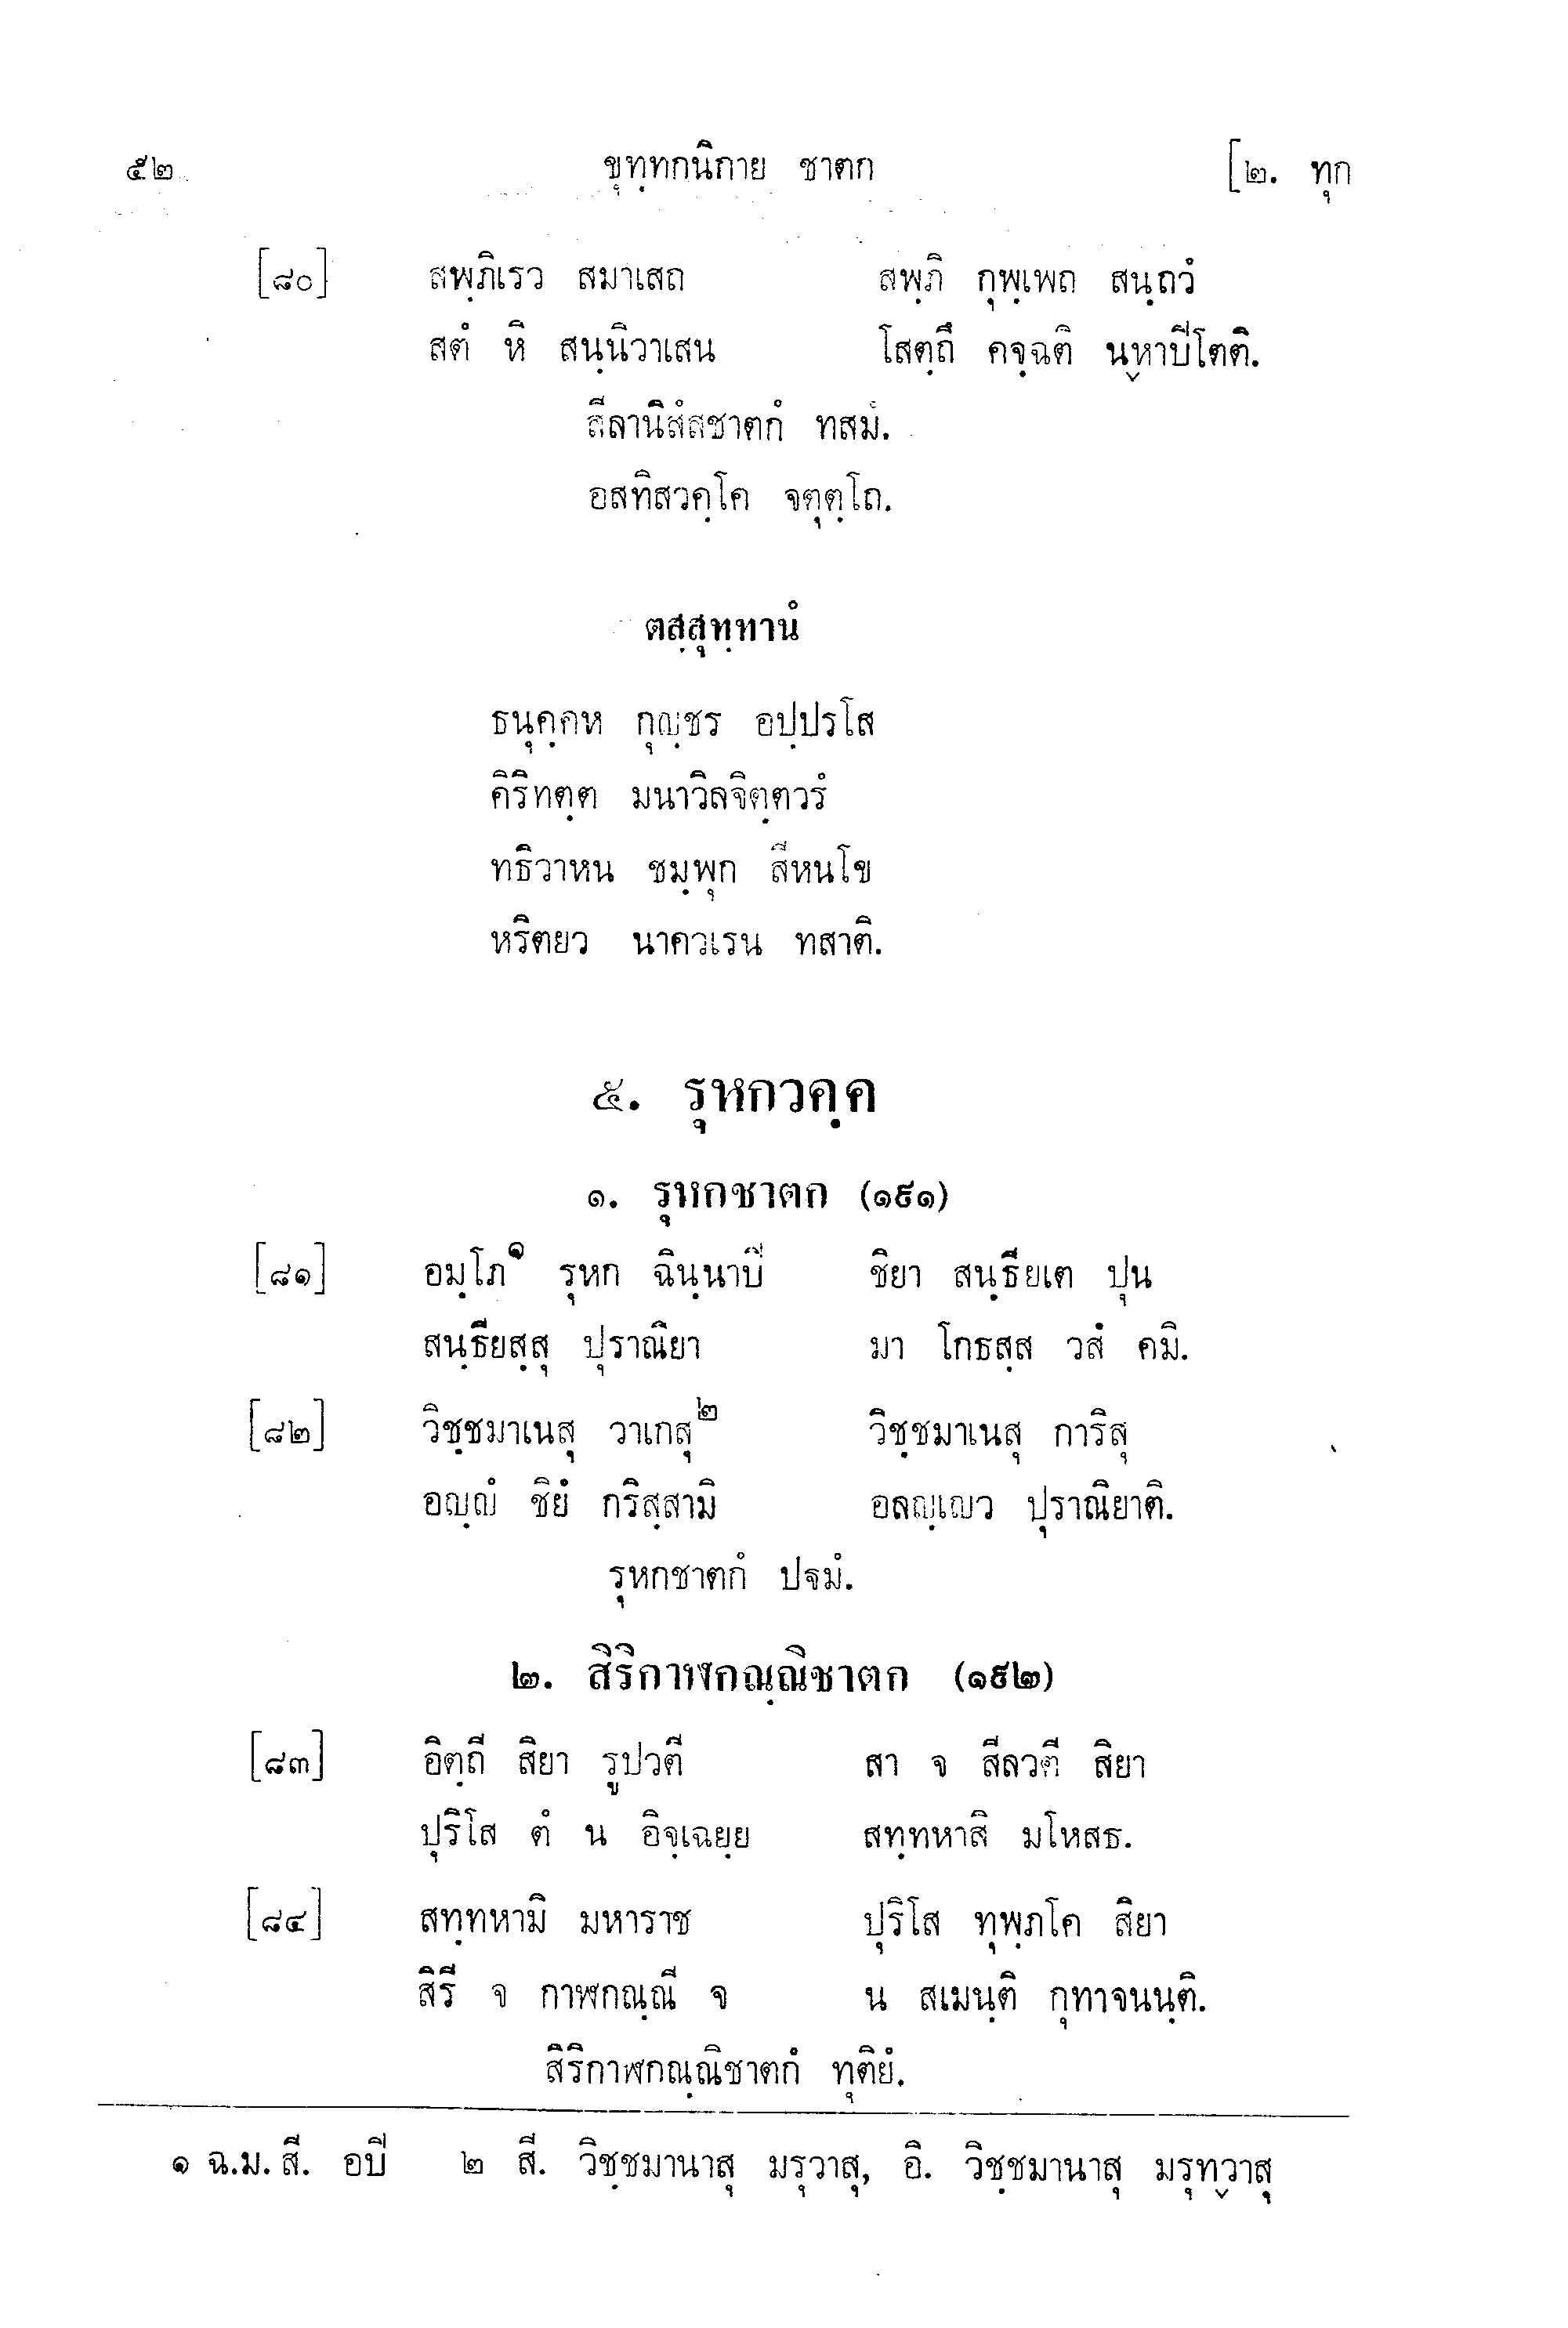 ๕๒ ขุทฺทกนิกาย ชาตก [๒. ทุก
[๘๐] สพฺภิเรว สมาเสถ สพฺภิ กุพฺเพถ สนฺถวํ
สตํ หิ สนฺนิวาเสน โสตฺถึ คจฺฉติ นฺหาปิโตติ.
สีลานิสํสชาตกํ ทสมํ.
อสทิสวคฺโค จตุตฺโถ.
ตสฺสุทฺทานํ
ธนุคฺคห กุญฺชร อปฺปรโส
คิริทตฺต มนาวิลจิตฺตวรํ
ทธิวาหน ชมฺพุก สีหนโข
หริตยว นาควเรน ทสาติ.
๕. รุหกวคฺค
๑. รุหกชาตก (๑๙๑)
[๘๑] อมฺโภ๑ รุหก ฉินฺนาปิ ชิยา สนฺธียเต ปุน
สนฺธียสฺสุ ปุราณิยา มา โกธสฺส วสํ คมิ.
[๘๒] วิชฺชมาเนสุ วาเกสุ๒ วิชฺชมาเนสุ การิสุ
อญฺญํ ชิยํ กริสฺสามิ อลญฺเญว ปุราณิยาติ.
รุหกชาตกํ ปฐมํ.
๒. สิริกาฬกณฺณิชาตก (๑๙๒)
[๘๓] อิตฺถี สิยา รูปวตี สา จ สีลวตี สิยา
ปุริโส ตํ น อิจฺเฉยฺย สทฺทหาสิ มโหสธ.
[๘๔] สทฺทหามิ มหาราช ปุริโส ทุพฺภโค สิยา
สิรี จ กาฬกณฺณี จ น สเมนฺติ กุทาจนนฺติ.
สิริกาฬกณฺณิชาตกํ ทุติยํ.
๑ ฉ.ม. สี. อปิ ๒ สี. วิชฺชมานาสุ มรุวาสุ, อิ. วิชฺชมานาสุ มรุทฺวาสุ